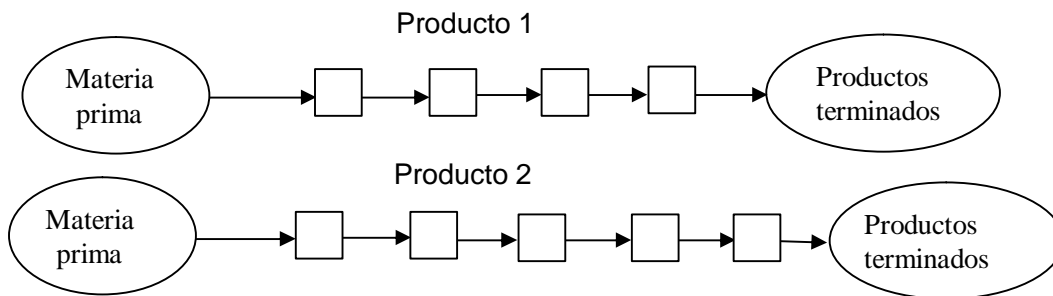 Producto 1
Materia
prima
Productos
terminados
Producto 2
Materia
prima
Productos
terminados